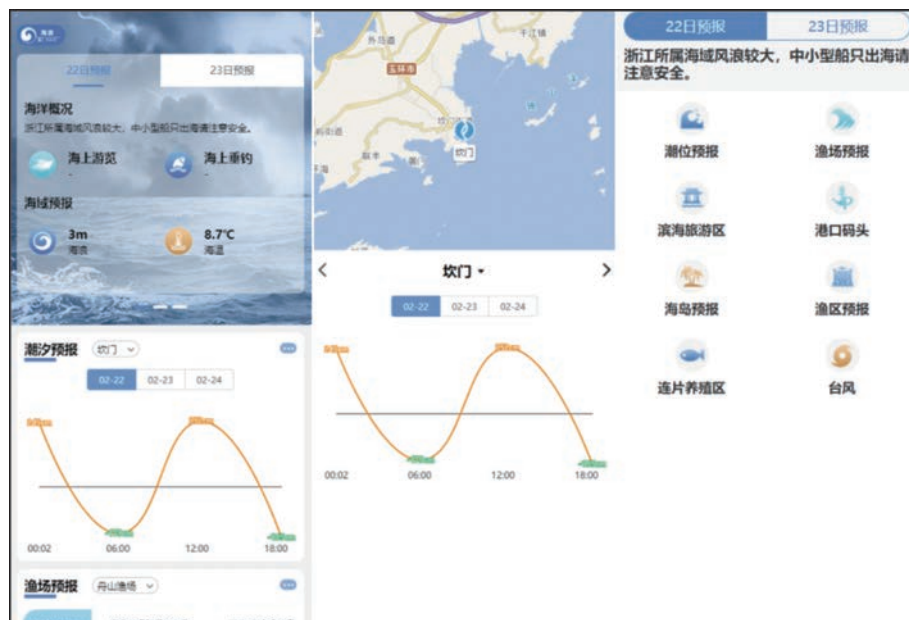 22日预报
23日预报
海洋概况
浙江所属海域风浪较大，中小型船只出海请注意安全。
海上游览
-
海上垂钓
-
海域预报
3m
海浪
8.7℃
海温
潮汐预报
坎门
02-22
02-23
02-24
00:02
06:00
12:00
18:00
渔场预报
舟山渔场
外马道
干江镇
玉环市
坎门
坎门
02-22
02-23
02-24
00:02
06:00
12:00
18:00
22日预报
23日预报
浙江所属海域风浪较大，中小型船只出海请
注意安全。
潮位预报
渔场预报
滨海旅游区
港口码头
海岛预报
渔区预报
连片养殖区
台风